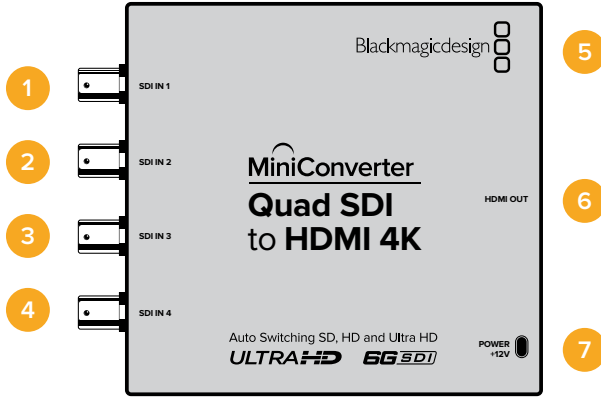 Blackmagicdesign
1
SDI IN 1
5
2
SDI IN 2
MiniConverter
Quad SDI
to HDMI 4K
HDMI OUT
6
3
SDI IN 3
4
SDI IN 4
Auto Switching SD, HD and Ultra HD
ULTRAHD 6G SDI
POWER
+12V
7